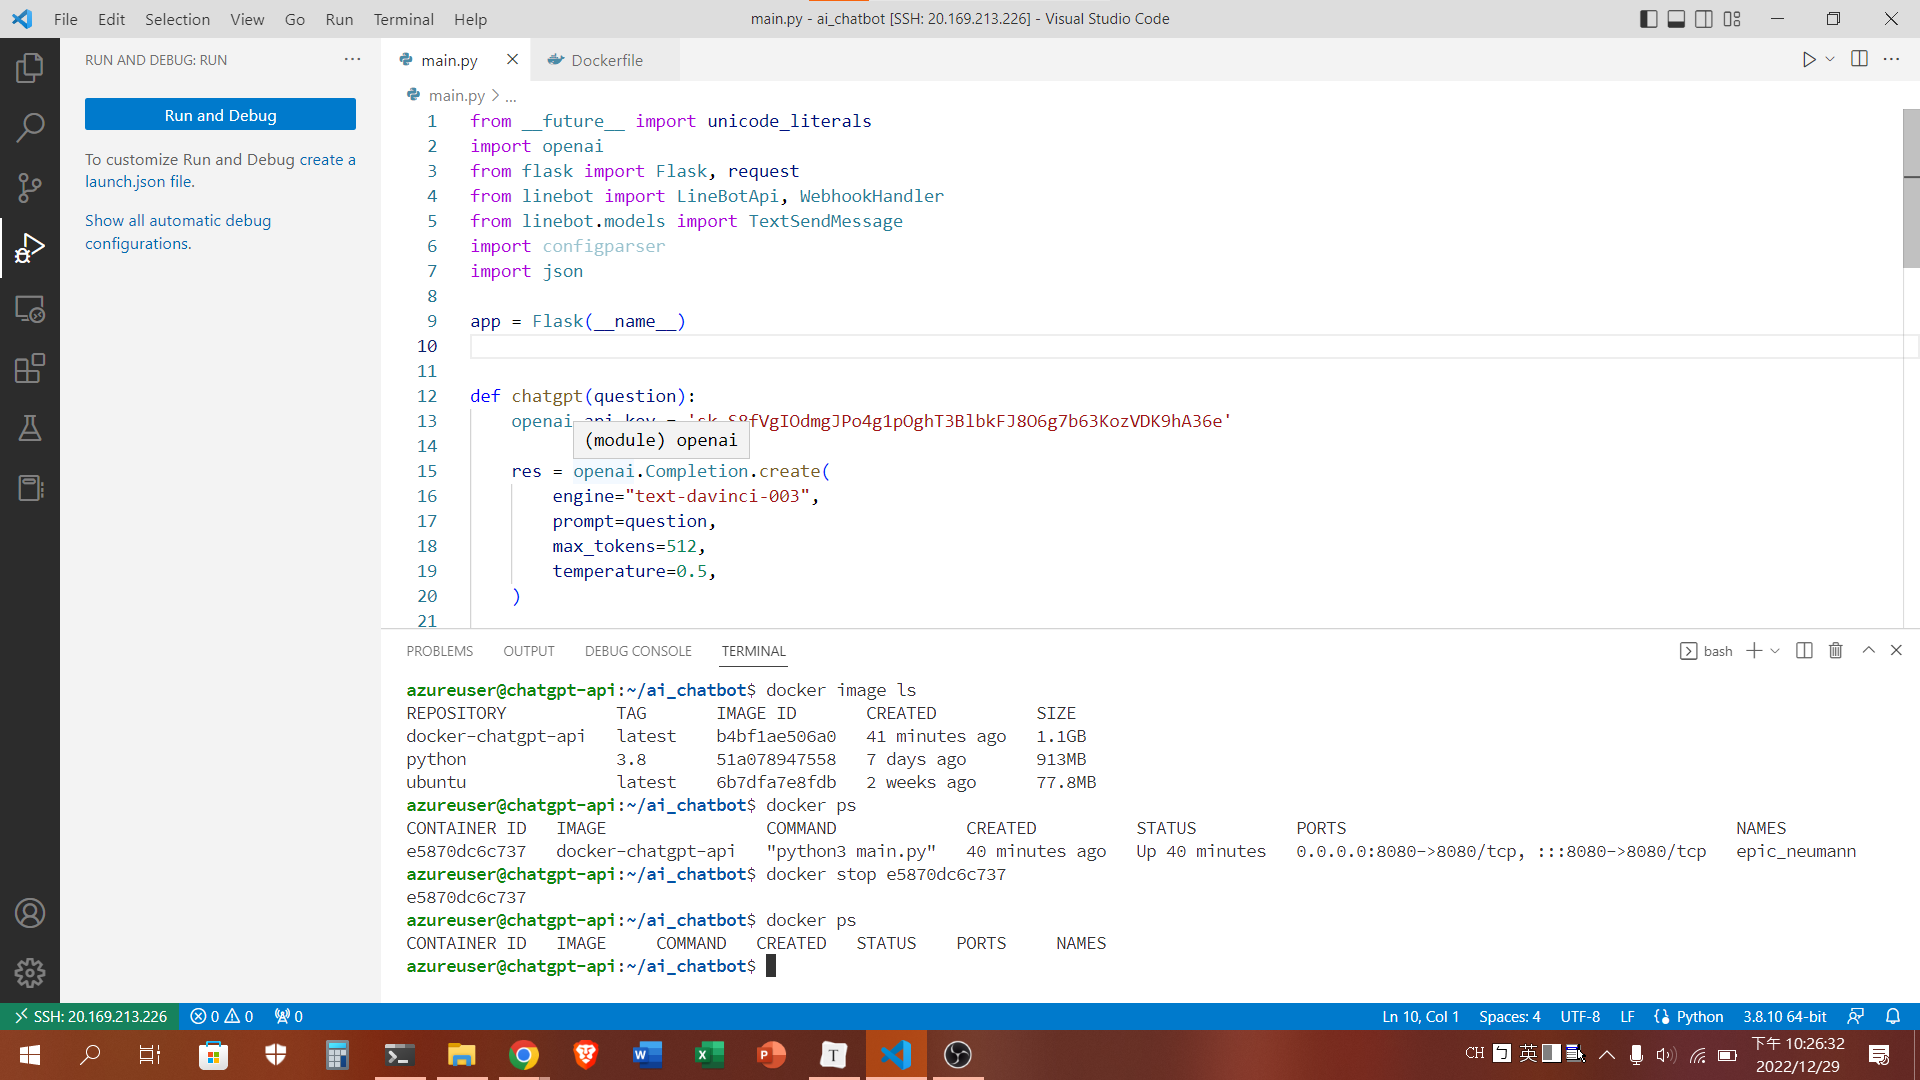 File Edit Selection View Go Run Terminal Help
main.py - ai_chatbot [SSH: 20.169.213.226] - Visual Studio Code
RUN AND DEBUG: RUN
Run and Debug
To customize Run and Debug create a
launch.json file.
Show all automatic debug
configurations.
main.py Dockerfile
main.py > ...
1 from __future__ import unicode_literals
2 import openai
3 from flask import Flask, request
4 from linebot import LineBotApi, WebhookHandler
5 from linebot.models import TextSendMessage
6 import configparser
7 import json
8
9 app = Flask(__name__)
10
11
12 def chatgpt(question):
13 openai.api_key = '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'
(module) openai
14
15 res = openai.Completion.create(
16 engine="text-davinci-003",
17 prompt=question,
18 max_tokens=512,
19 temperature=0.5,
20 )
21
PROBLEMS OUTPUT DEBUG CONSOLE TERMINAL
bash
azureuser@chatgpt-api:~/ai_chatbot$ docker image ls
REPOSITORY TAG IMAGE ID CREATED SIZE
docker-chatgpt-api latest b4bf1ae506a0 41 minutes ago 1.1GB
python 3.8 51a078947558 7 days ago 913MB
ubuntu latest 6b7dfa7e8fdb 2 weeks ago 77.8MB
azureuser@chatgpt-api:~/ai_chatbot$ docker ps
CONTAINER ID IMAGE COMMAND CREATED STATUS PORTS NAMES
e5870dc6c737 docker-chatgpt-api "python3 main.py" 40 minutes ago Up 40 minutes 0.0.0.0:8080->8080/tcp, :::8080->8080/tcp epic_neumann
azureuser@chatgpt-api:~/ai_chatbot$ docker stop e5870dc6c737
e5870dc6c737
azureuser@chatgpt-api:~/ai_chatbot$ docker ps
CONTAINER ID IMAGE COMMAND CREATED STATUS PORTS NAMES
azureuser@chatgpt-api:~/ai_chatbot$
SSH: 20.169.213.226 0 0 0
Ln 10, Col 1 Spaces: 4 UTF-8 LF Python 3.8.10 64-bit
CH ㄅ 英
下午 10:26:32
2022/12/29